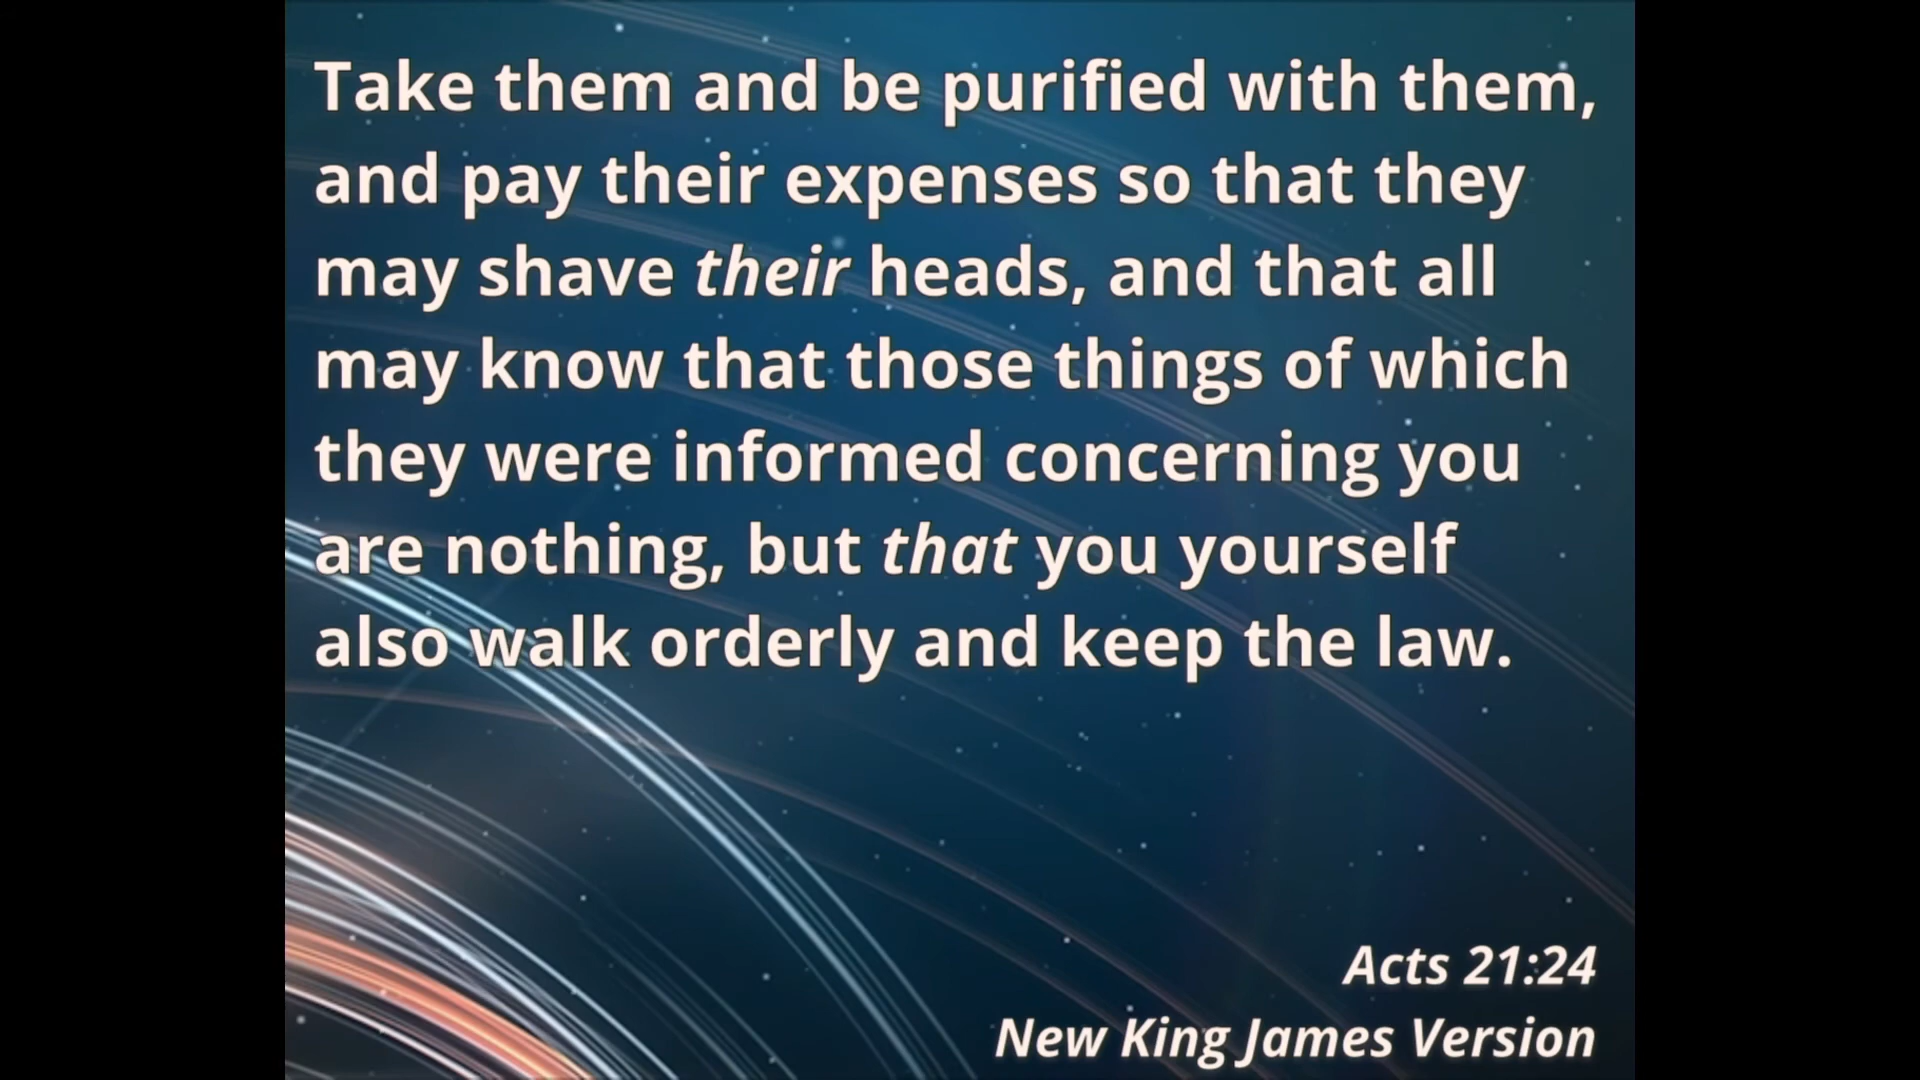 Take them and be purified with them,
and pay their expenses so that they
may shave their heads, and that all
may know that those things of which
they were informed concerning you
are nothing, but that you yourself
also walk orderly and keep the law.
Acts 21:24
New King James Version